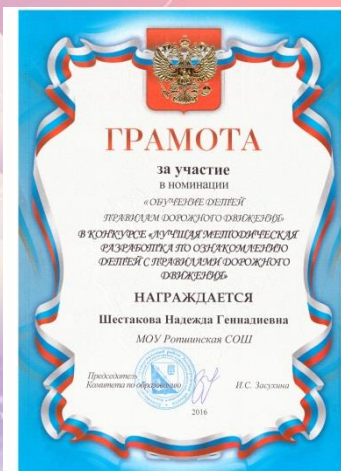 ГРАМОТА
за участие
в номинации
«ОБУЧЕНИЕ ДЕТЕЙ
ПРАВИЛАМ ДОРОЖНОГО ДВИЖЕНИЯ»
В КОНКУРСЕ «ЛУЧШАЯ МЕТОДИЧЕСКАЯ
РАЗРАБОТКА ПО ОЗНАКОМЛЕНИЮ
ДЕТЕЙ С ПРАВИЛАМИ ДОРОЖНОГО
ДВИЖЕНИЯ»
НАГРАЖДАЕТСЯ
Шестакова Надежда Геннадиевна
МОУ Ропшинская СОШ
Председатель
Комитета по образованию И.С. Засухина
2016